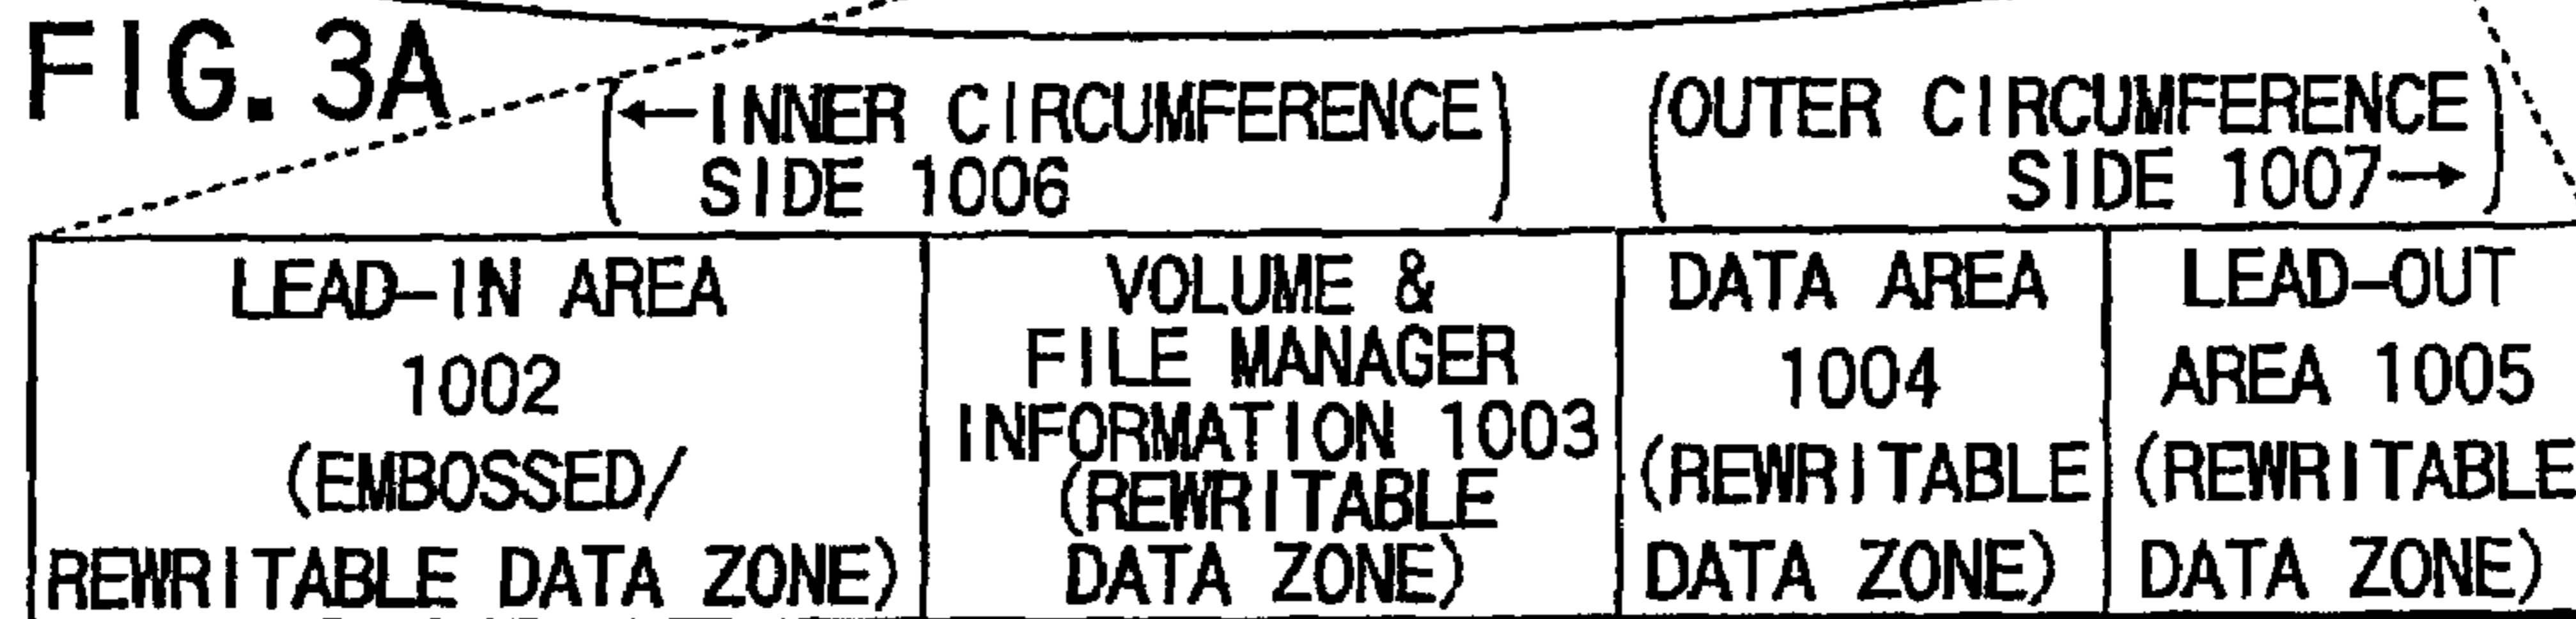 FIG. 3A
(←INNER CIRCUMFERENCE
SIDE 1006)
(OUTER CIRCUMFERENCE
SIDE 1007→)
LEAD-IN AREA
1002
(EMBOSSED/
REWRITABLE DATA ZONE)
VOLUME &
FILE MANAGER
INFORMATION 1003
(REWRITABLE
DATA ZONE)
DATA AREA
1004
(REWRITABLE
DATA ZONE)
LEAD-OUT
AREA 1005
(REWRITABLE
DATA ZONE)